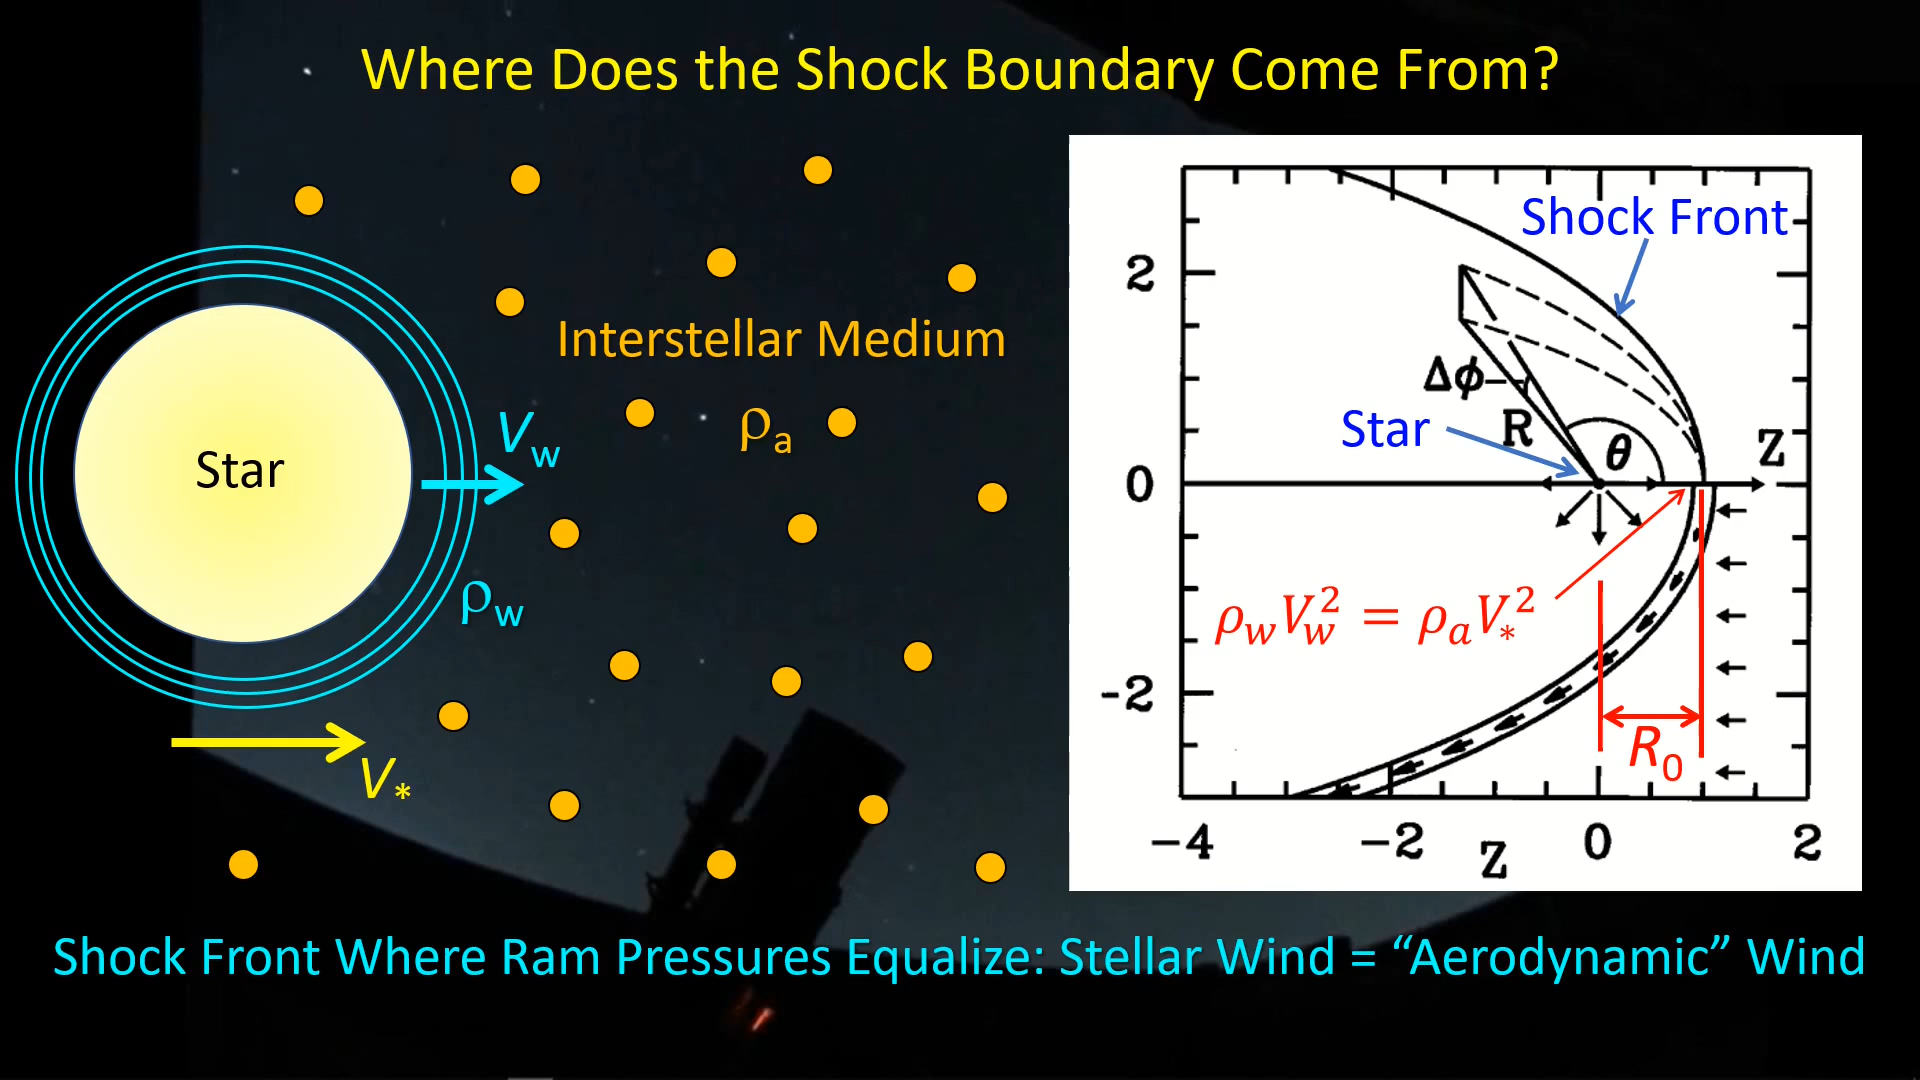 Where Does the Shock Boundary Come From?
Interstellar Medium
ρa
Star
Vw
ρw
V*
Shock Front
2
Δϕ
R
Star
θ
Z
0
ρwVw² = ρaV*²
-2
R0
-4
-2
Z
0
2
Shock Front Where Ram Pressures Equalize: Stellar Wind = “Aerodynamic” Wind